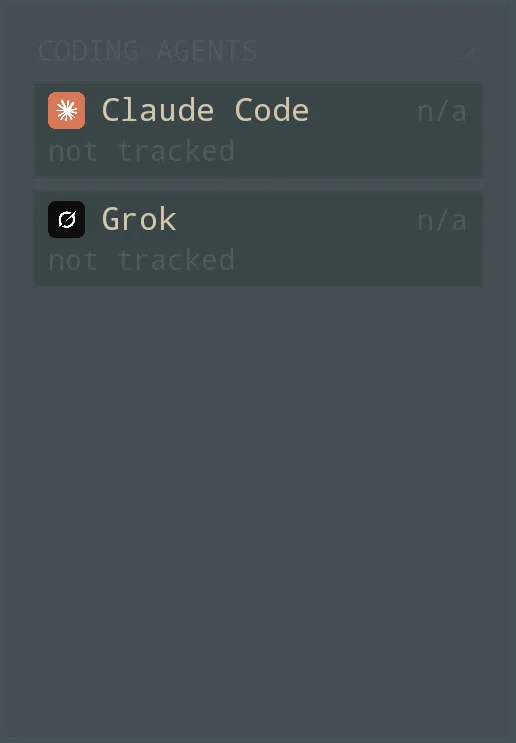 CODING AGENTS
Claude Code n/a
not tracked
Grok n/a
not tracked